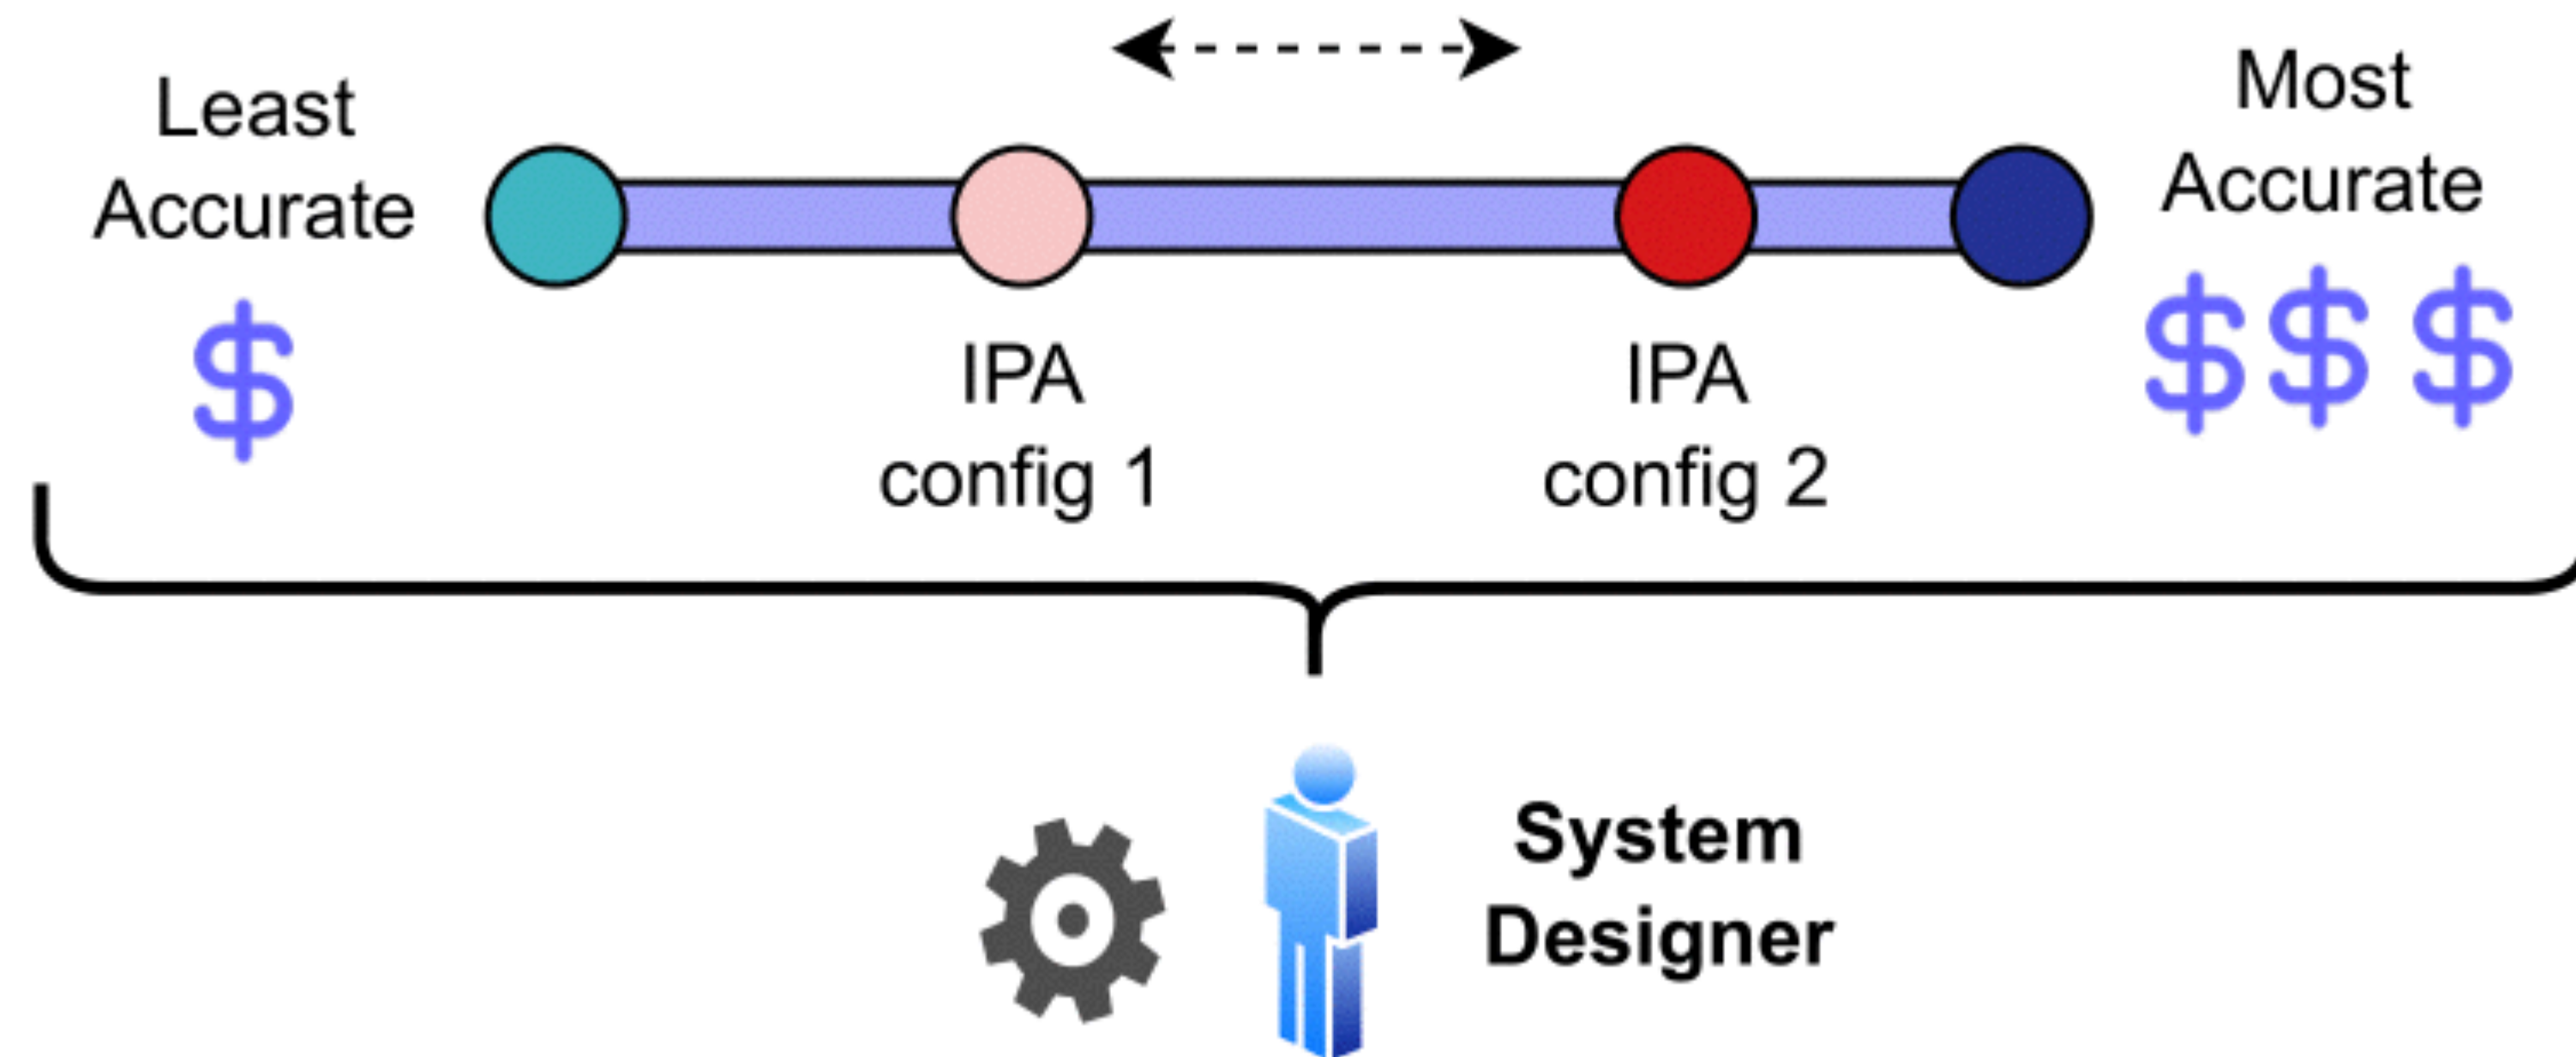 Least
Accurate
$
IPA
config 1
IPA
config 2
Most
Accurate
$$ $
System
Designer